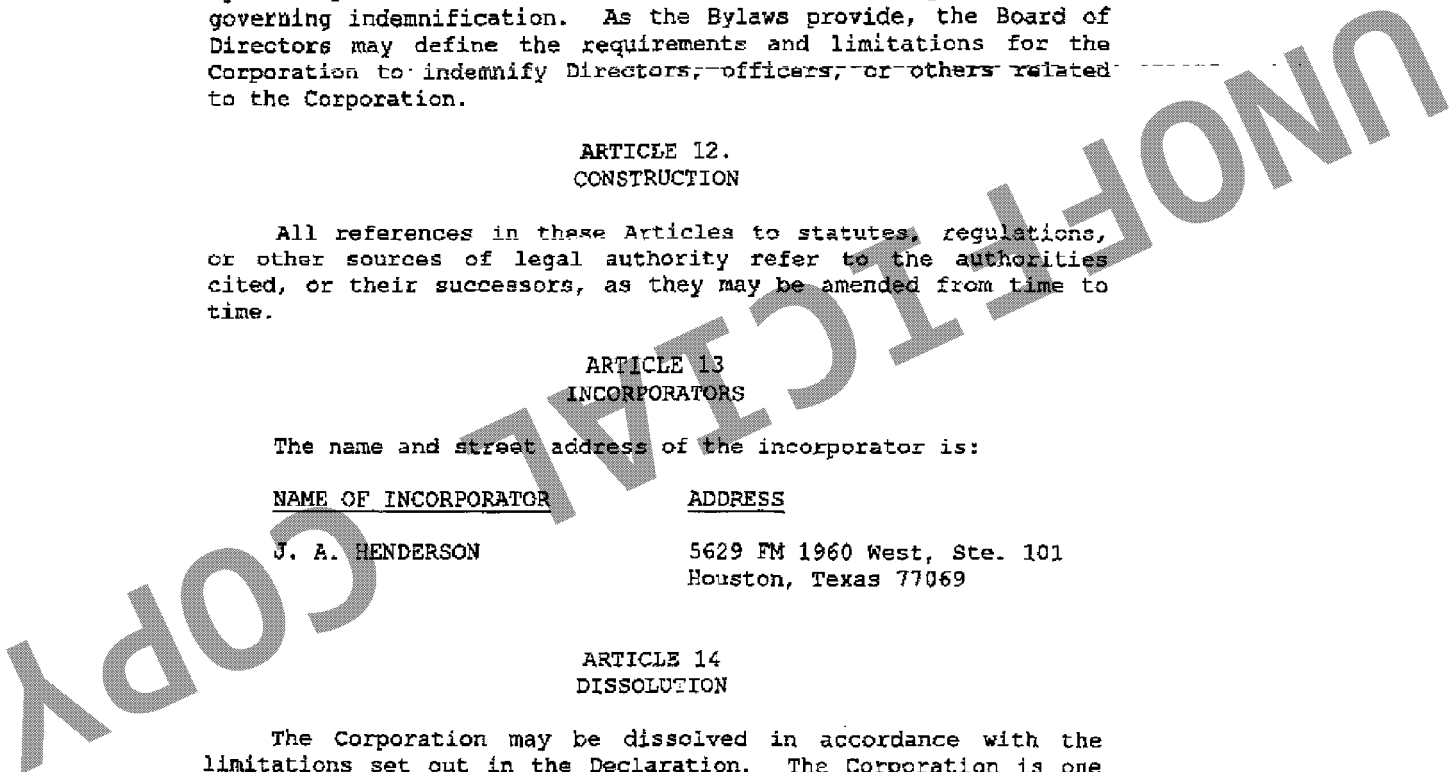 governing indemnification. As the Bylaws provide, the Board of
Directors may define the requirements and limitations for the
Corporation to indemnify Directors, officers, or others related
to the Corporation.
ARTICLE 12.
CONSTRUCTION
All references in these Articles to statutes, regulations,
or other sources of legal authority refer to the authorities
cited, or their successors, as they may be amended from time to
time.
ARTICLE 13
INCORPORATORS
The name and street address of the incorporator is:
NAME OF INCORPORATOR ADDRESS
J. A. HENDERSON 5629 FM 1960 West, Ste. 101
Houston, Texas 77069
ARTICLE 14
DISSOLUTION
The Corporation may be dissolved in accordance with the
limitations set out in the Declaration. The Corporation is one
UNOFFICIAL COPY